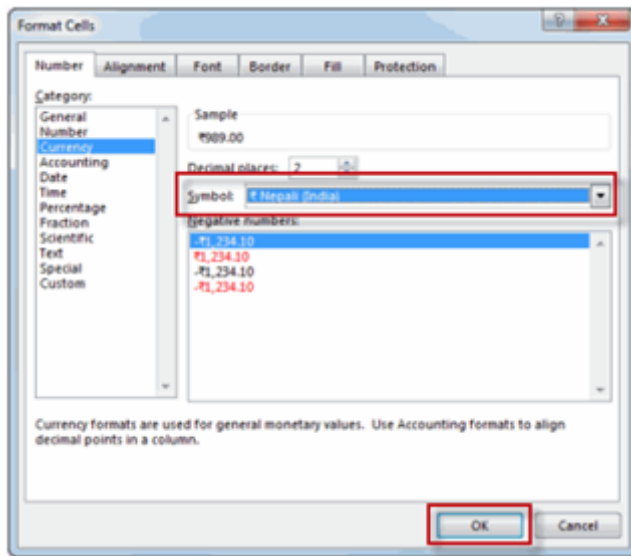 Format Cells
Number Alignment Font Border Fill Protection
Category:
General
Number
Currency
Accounting
Date
Time
Percentage
Fraction
Scientific
Text
Special
Custom
Sample
₹989.00
Decimal places: 2
Symbol: ₹ Nepali (India)
Negative numbers:
-₹1,234.10
₹1,234.10
-₹1,234.10
-₹1,234.10
Currency formats are used for general monetary values. Use Accounting formats to align
decimal points in a column.
OK Cancel